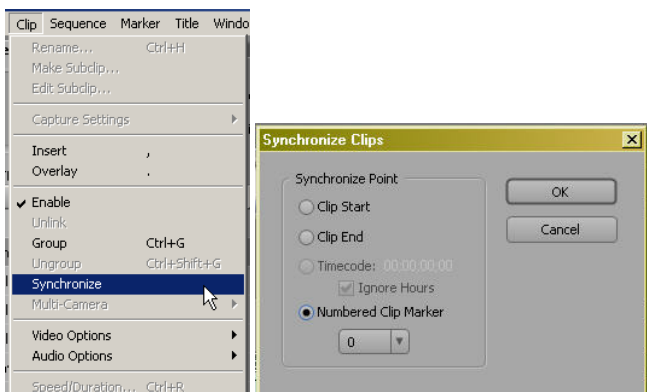 Clip Sequence Marker Title Windo
Rename... Ctrl+H
Make Subclip...
Edit Subclip...
Capture Settings
Insert ,
Overlay .
Enable
Unlink
Group Ctrl+G
Ungroup Ctrl+Shift+G
Synchronize
Multi-Camera
Video Options
Audio Options
Speed/Duration... Ctrl+R
Synchronize Clips
Synchronize Point
Clip Start
Clip End
Timecode: 00;00;00;00
Ignore Hours
Numbered Clip Marker
0
OK
Cancel